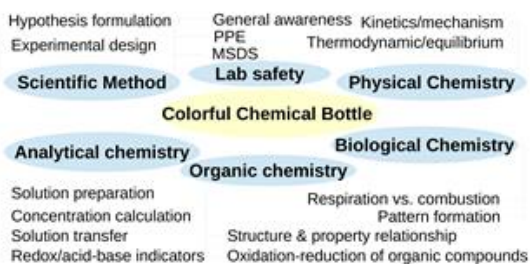 Hypothesis formulation
Experimental design
Scientific Method
General awareness
PPE
MSDS
Lab safety
Kinetics/mechanism
Thermodynamic/equilibrium
Physical Chemistry
Colorful Chemical Bottle
Analytical chemistry
Solution preparation
Concentration calculation
Solution transfer
Redox/acid-base indicators
Organic chemistry
Structure & property relationship
Oxidation-reduction of organic compounds
Biological Chemistry
Respiration vs. combustion
Pattern formation